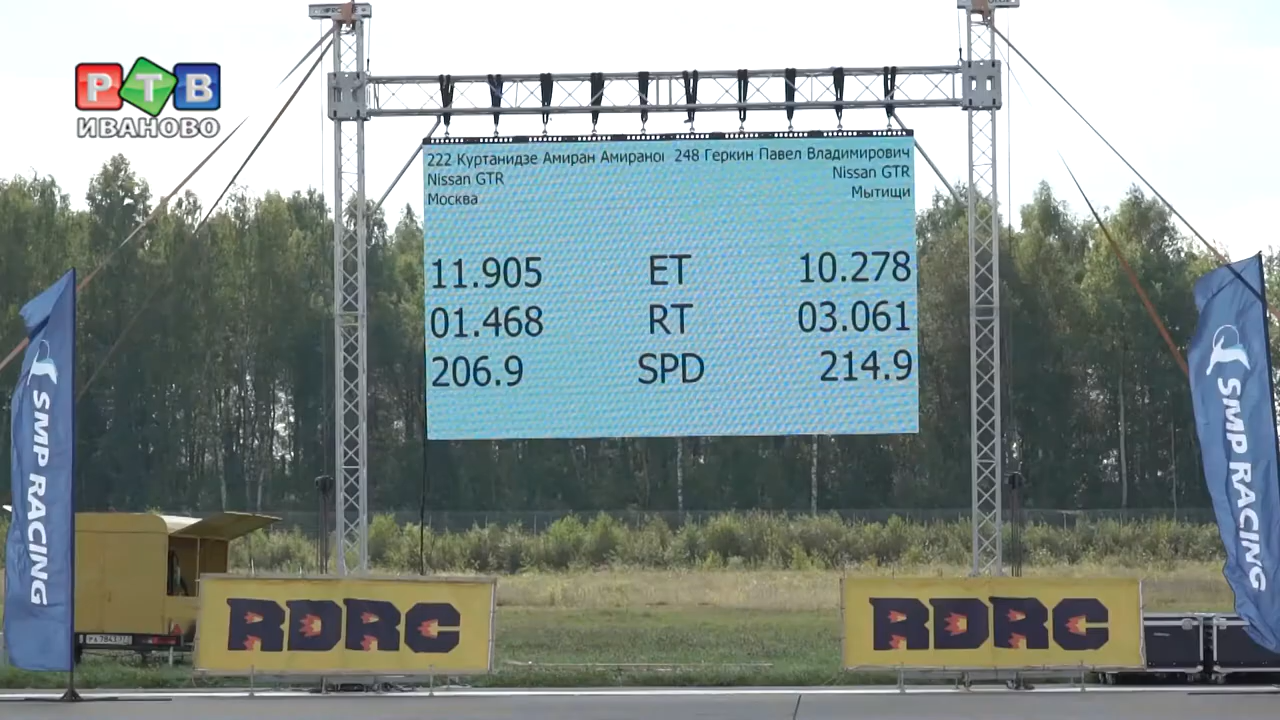 РТВ
ИВАНОВО
222 Куртанидзе Амиран Амирано 248 Геркин Павел Владимирович
Nissan GTR Nissan GTR
Москва Мытищи
11.905 ET 10.278
01.468 RT 03.061
206.9 SPD 214.9
SMP RACING
SMP RACING
RDRC
RDRC